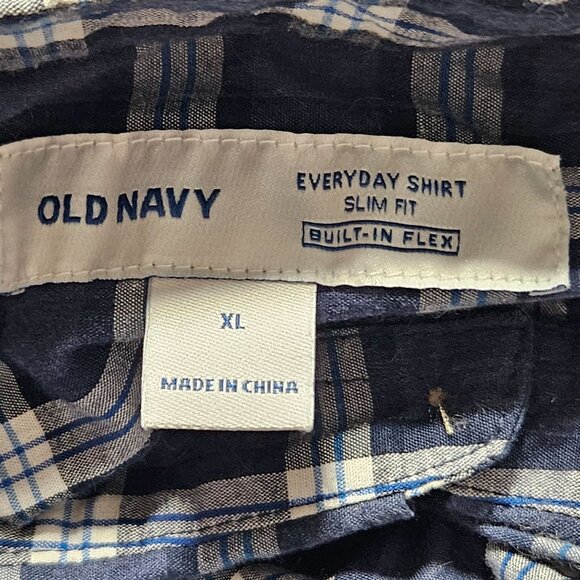 OLD NAVY
EVERYDAY SHIRT
SLIM FIT
BUILT-IN FLEX
XL
MADE IN CHINA